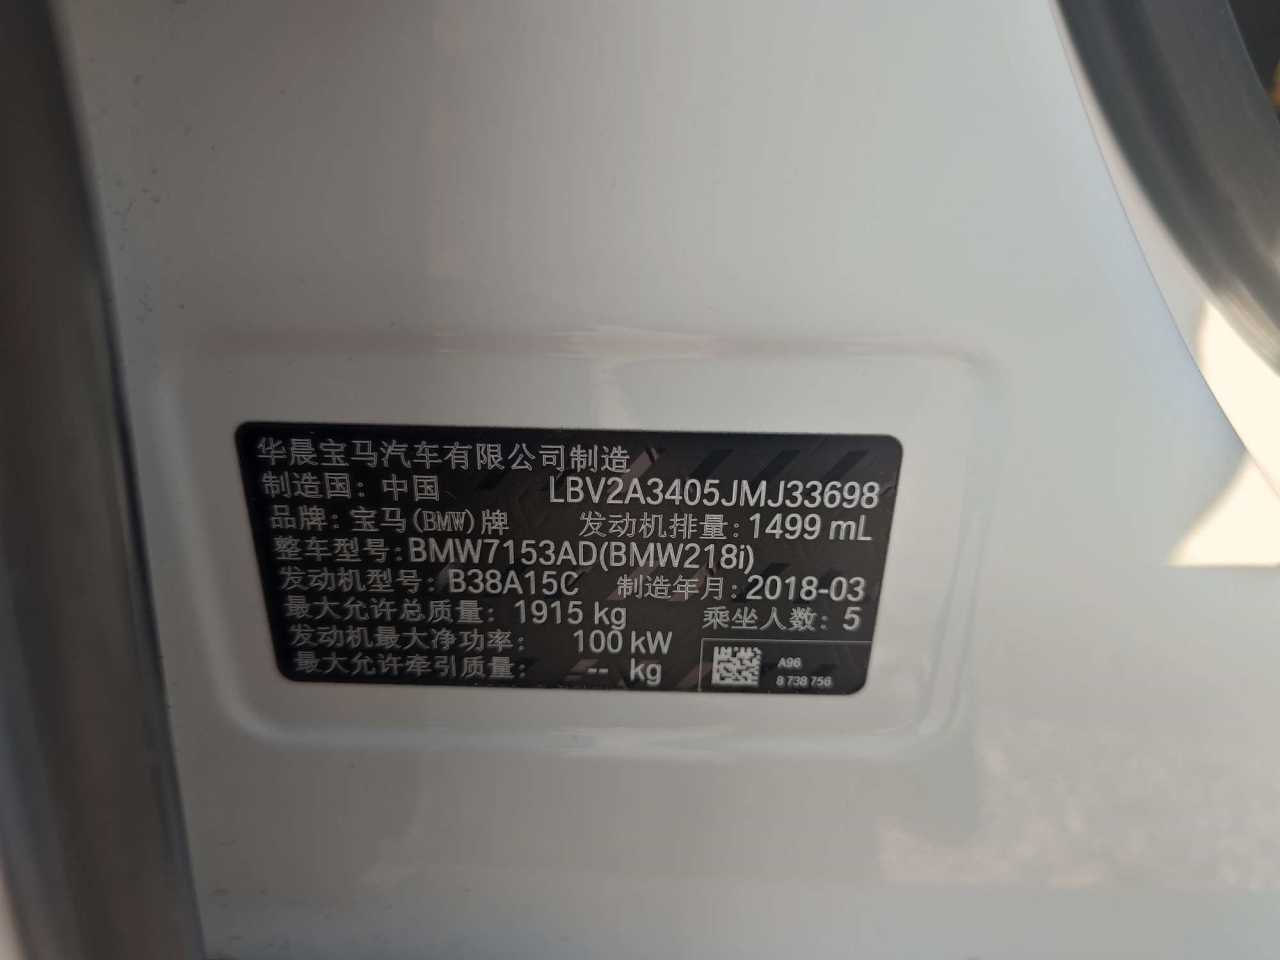 华晨宝马汽车有限公司制造
制造国：中国 LBV2A3405JMJ33698
品牌：宝马(BMW)牌 发动机排量：1499 mL
整车型号：BMW7153AD(BMW218i)
发动机型号：B38A15C 制造年月：2018-03
最大允许总质量：1915 kg 乘坐人数：5
发动机最大净功率：100 kW
最大允许牵引质量：-- kg
A96
8 738 756